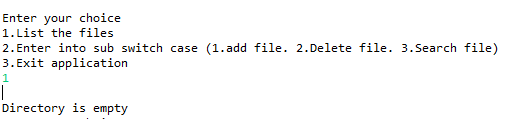 Enter your choice
1.List the files
2.Enter into sub switch case (1.add file. 2.Delete file. 3.Search file)
3.Exit application
1
Directory is empty